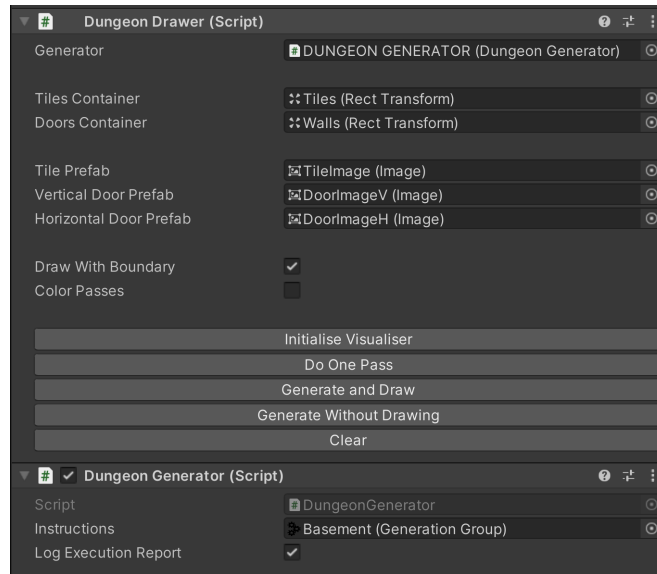 Dungeon Drawer (Script)
Generator # DUNGEON GENERATOR (Dungeon Generator)
Tiles Container Tiles (Rect Transform)
Doors Container Walls (Rect Transform)
Tile Prefab TileImage (Image)
Vertical Door Prefab DoorImageV (Image)
Horizontal Door Prefab DoorImageH (Image)
Draw With Boundary
Color Passes
Initialise Visualiser
Do One Pass
Generate and Draw
Generate Without Drawing
Clear
# Dungeon Generator (Script)
Script # DungeonGenerator
Instructions Basement (Generation Group)
Log Execution Report